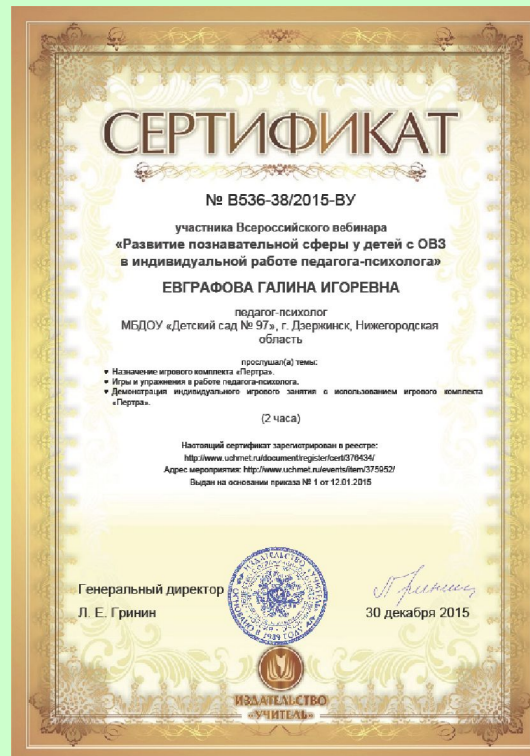 СЕРТИФИКАТ
№ В536-38/2015-ВУ
участника Всероссийского вебинара
«Развитие познавательной сферы у детей с ОВЗ
в индивидуальной работе педагога-психолога»
ЕВГРАФОВА ГАЛИНА ИГОРЕВНА
педагог-психолог
МБДОУ «Детский сад № 97», г. Дзержинск, Нижегородская
область
прослушал(а) темы:
♥ Назначение игрового комплекта «Пертра».
♥ Игры и упражнения в работе педагога-психолога.
♥ Демонстрация индивидуального игрового занятия с использованием игрового комплекта
«Пертра».
(2 часа)
Настоящий сертификат зарегистрирован в реестре:
http://www.uchmet.ru/document/register/cert/376434/
Адрес мероприятия: http://www.uchmet.ru/events/item/375952/
Выдан на основании приказа № 1 от 12.01.2015
Генеральный директор
Л. Е. Гринин
30 декабря 2015
ИЗДАТЕЛЬСТВО
«УЧИТЕЛЬ»